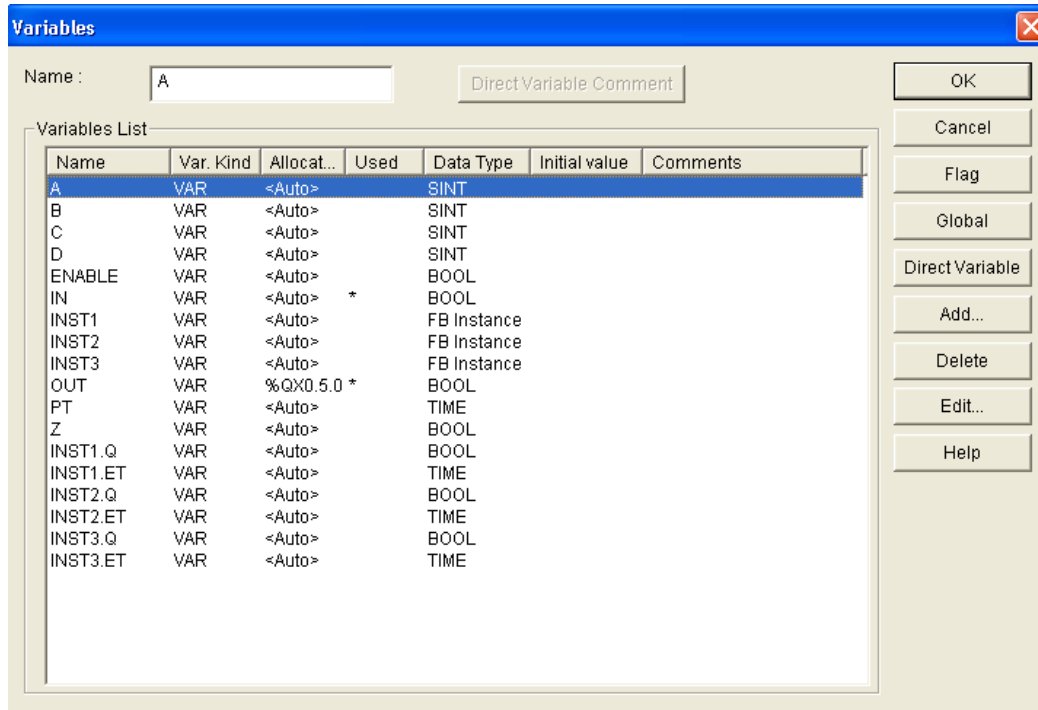 Variables
Name : A Direct Variable Comment OK
Variables List Cancel
Name Var. Kind Allocat... Used Data Type Initial value Comments Flag
A VAR <Auto> SINT
B VAR <Auto> SINT Global
C VAR <Auto> SINT
D VAR <Auto> SINT Direct Variable
ENABLE VAR <Auto> BOOL
IN VAR <Auto> * BOOL
INST1 VAR <Auto> FB Instance Add...
INST2 VAR <Auto> FB Instance
INST3 VAR <Auto> FB Instance Delete
OUT VAR %QX0.5.0 * BOOL
PT VAR <Auto> TIME Edit...
Z VAR <Auto> BOOL
INST1.Q VAR <Auto> BOOL Help
INST1.ET VAR <Auto> TIME
INST2.Q VAR <Auto> BOOL
INST2.ET VAR <Auto> TIME
INST3.Q VAR <Auto> BOOL
INST3.ET VAR <Auto> TIME